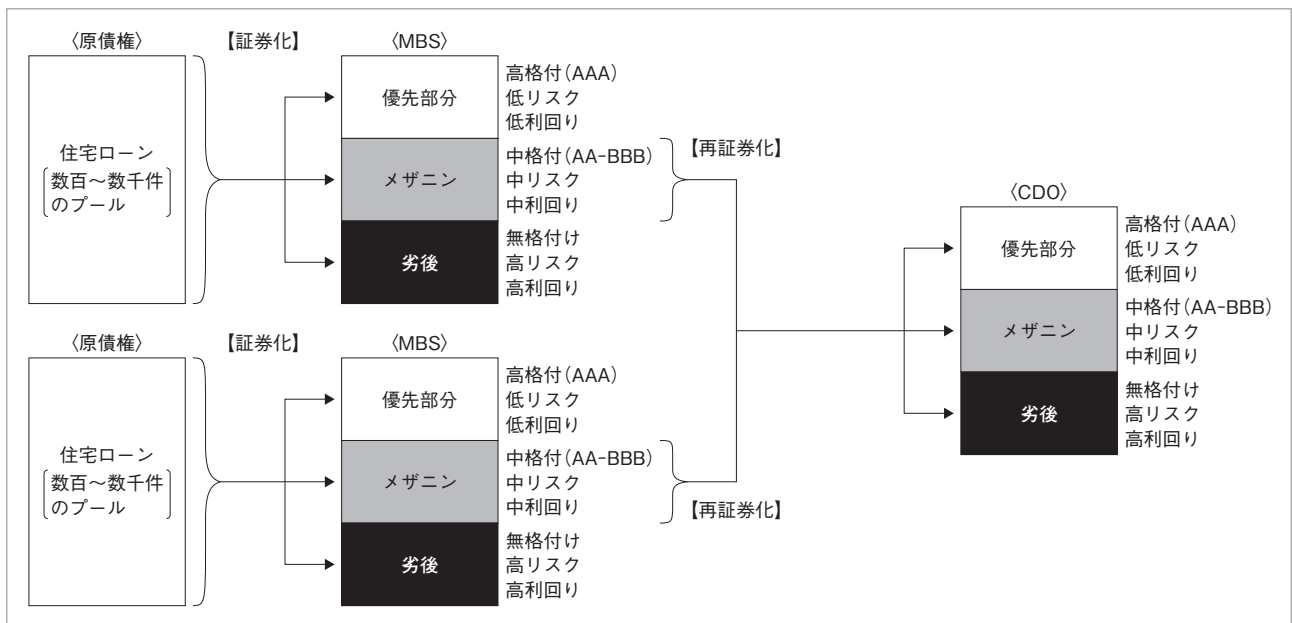 〈原債権〉
【証券化】
〈MBS〉
住宅ローン
数百～数千件
のプール
優先部分
高格付(AAA)
低リスク
低利回り
メザニン
中格付(AA-BBB)
中リスク
中利回り
劣後
無格付け
高リスク
高利回り
【再証券化】
〈原債権〉
【証券化】
〈MBS〉
住宅ローン
数百～数千件
のプール
優先部分
高格付(AAA)
低リスク
低利回り
メザニン
中格付(AA-BBB)
中リスク
中利回り
劣後
無格付け
高リスク
高利回り
【再証券化】
〈CDO〉
優先部分
高格付(AAA)
低リスク
低利回り
メザニン
中格付(AA-BBB)
中リスク
中利回り
劣後
無格付け
高リスク
高利回り